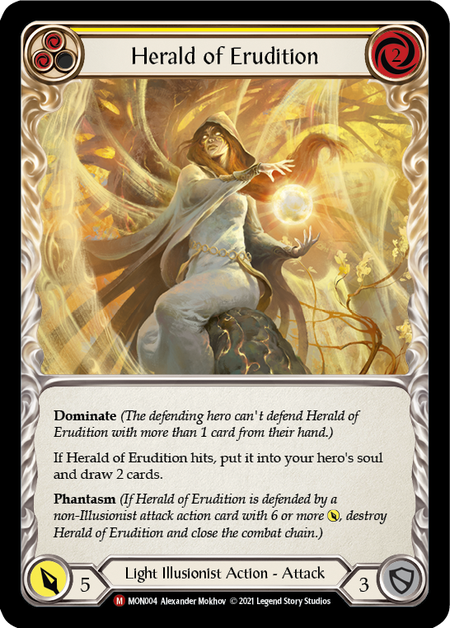 Herald of Erudition
2
Dominate (The defending hero can't defend Herald of
Erudition with more than 1 card from their hand.)
If Herald of Erudition hits, put it into your hero's soul
and draw 2 cards.
Phantasm (If Herald of Erudition is defended by a
non-Illusionist attack action card with 6 or more , destroy
Herald of Erudition and close the combat chain.)
5
Light Illusionist Action - Attack
3
M MON004 Alexander Mokhov © 2021 Legend Story Studios